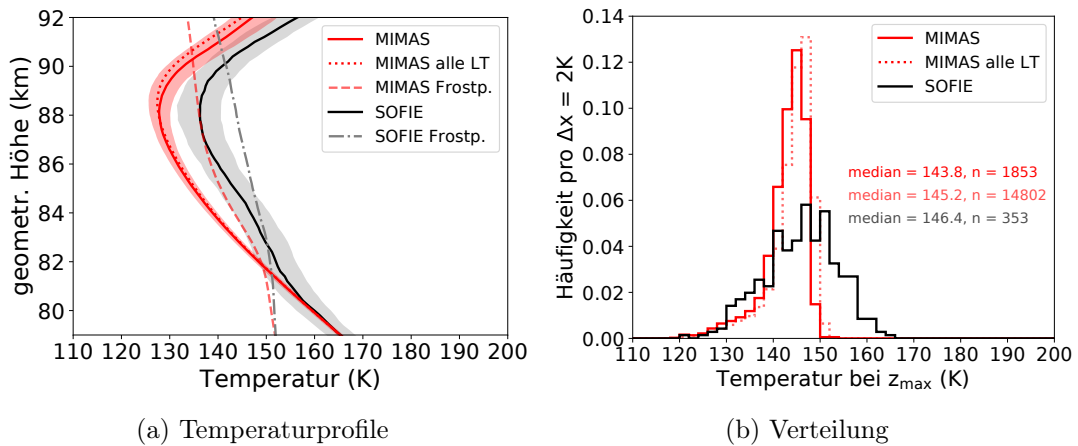 92
90
88
86
84
82
80
110 120 130 140 150 160 170 180 190 200
geometr. Höhe (km)
Temperatur (K)
MIMAS
MIMAS alle LT
MIMAS Frostp.
SOFIE
SOFIE Frostp.
(a) Temperaturprofile
0.14
0.12
0.10
0.08
0.06
0.04
0.02
0.00
110 120 130 140 150 160 170 180 190 200
Häufigkeit pro Δx = 2K
Temperatur bei zmax (K)
MIMAS
MIMAS alle LT
SOFIE
median = 143.8, n = 1853
median = 145.2, n = 14802
median = 146.4, n = 353
(b) Verteilung